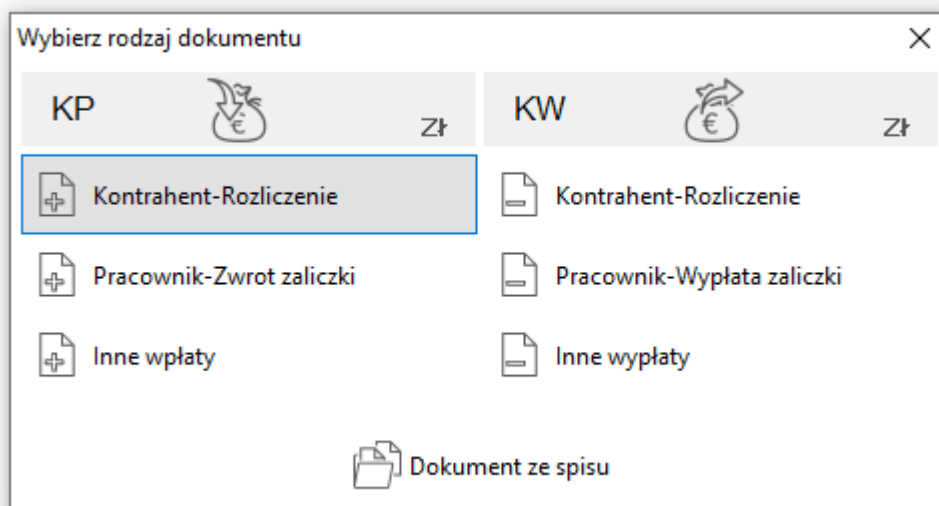 Wybierz rodzaj dokumentu
KP € Zł
KW € Zł
Kontrahent-Rozliczenie
Pracownik-Zwrot zaliczki
Inne wpłaty
Kontrahent-Rozliczenie
Pracownik-Wypłata zaliczki
Inne wypłaty
Dokument ze spisu